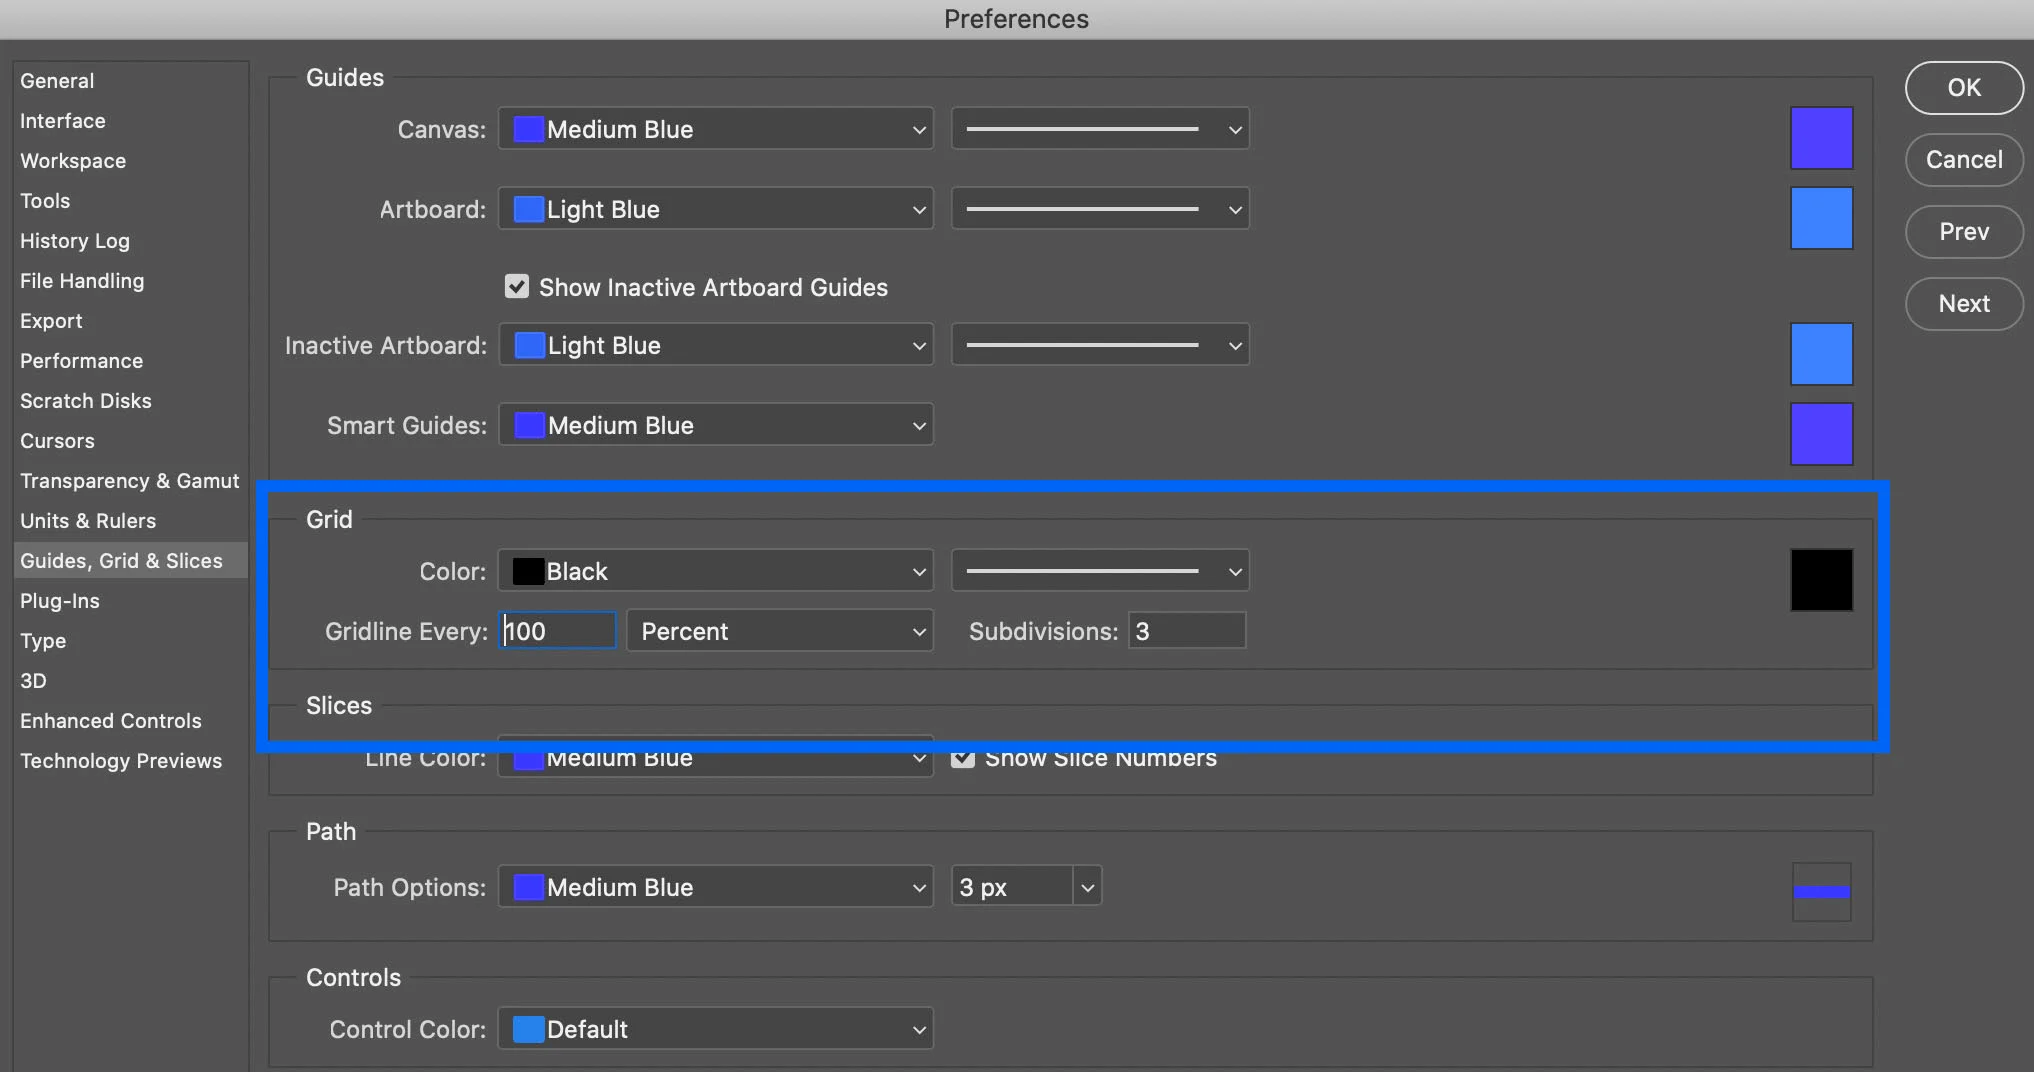 Preferences
General
Interface
Workspace
Tools
History Log
File Handling
Export
Performance
Scratch Disks
Cursors
Transparency & Gamut
Units & Rulers
Guides, Grid & Slices
Plug-Ins
Type
3D
Enhanced Controls
Technology Previews
Guides
Canvas: Medium Blue
Artboard: Light Blue
Show Inactive Artboard Guides
Inactive Artboard: Light Blue
Smart Guides: Medium Blue
Grid
Color: Black
Gridline Every: 100 Percent Subdivisions: 3
Slices
Line Color: Medium Blue Show Slice Numbers
Path
Path Options: Medium Blue 3 px
Controls
Control Color: Default
OK
Cancel
Prev
Next